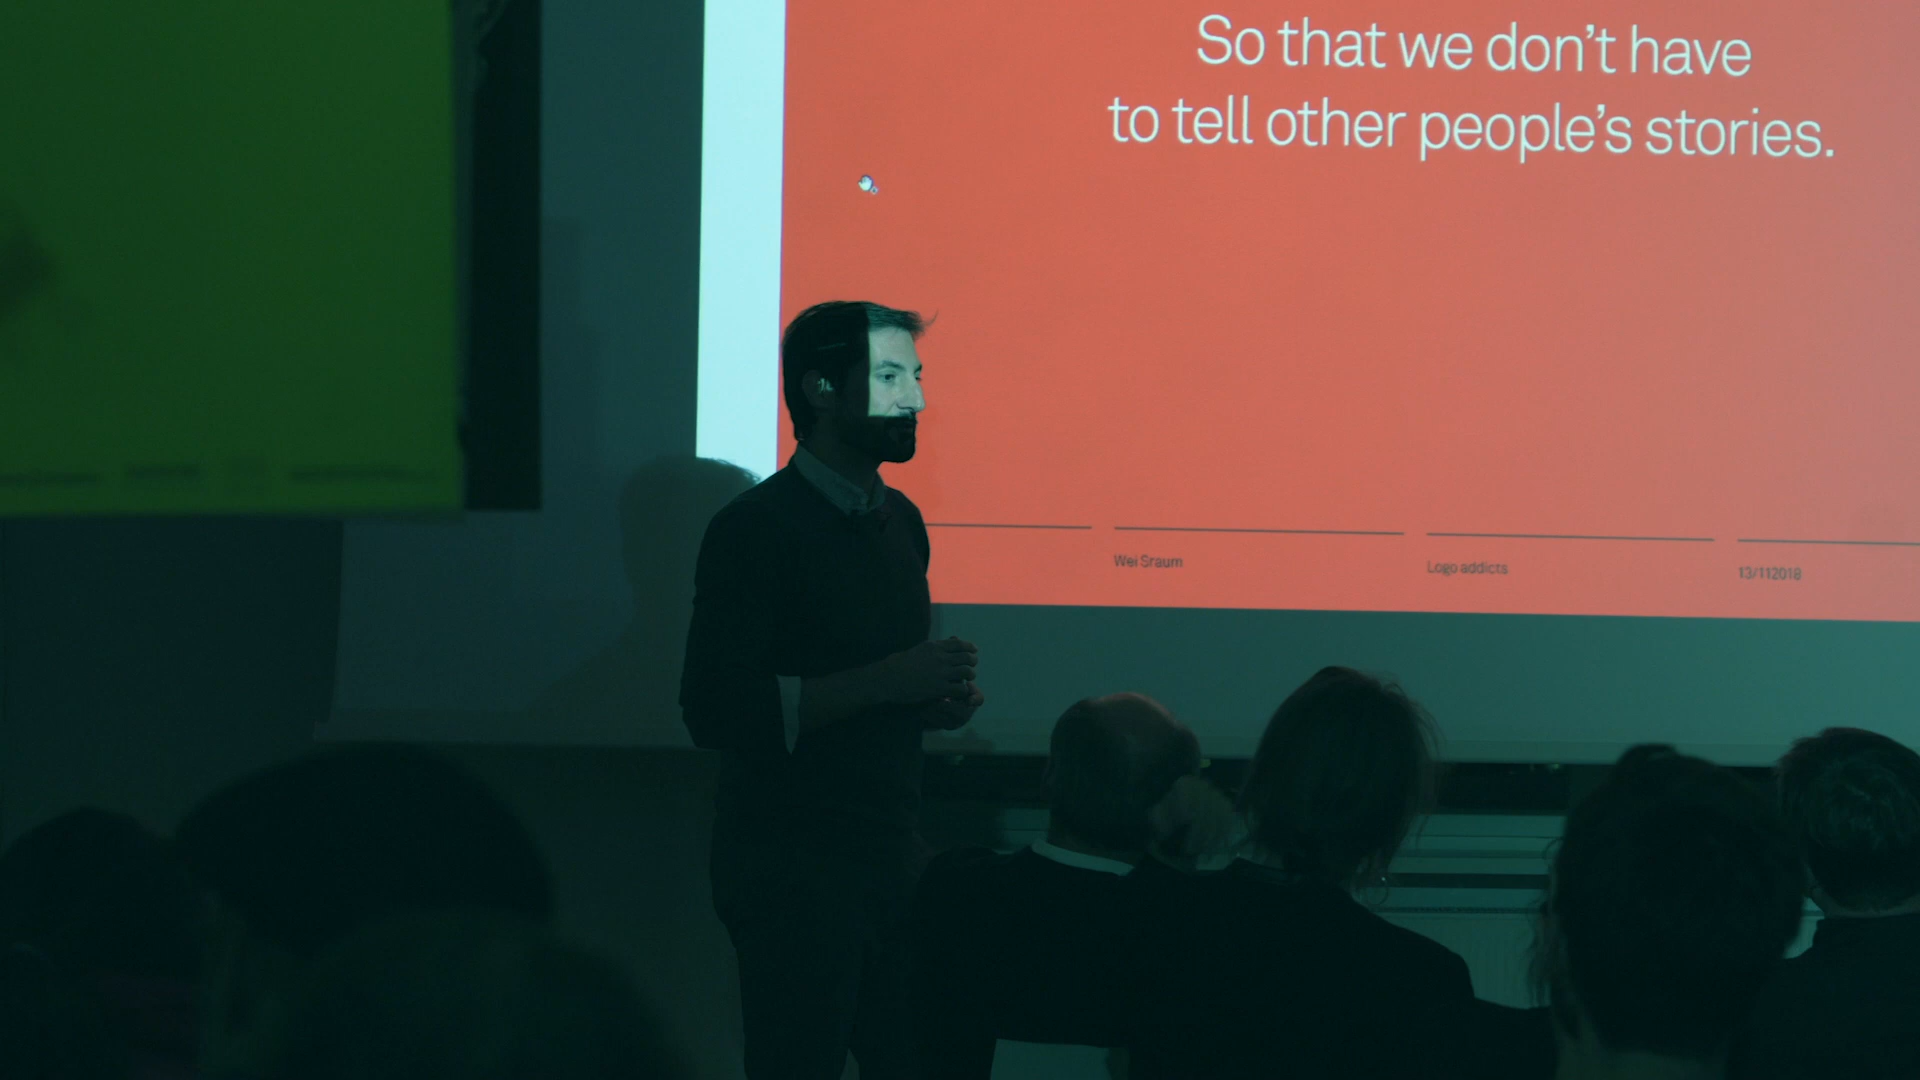 So that we don't have
to tell other people's stories.
Wei Sraum
Logo addicts
13/112018